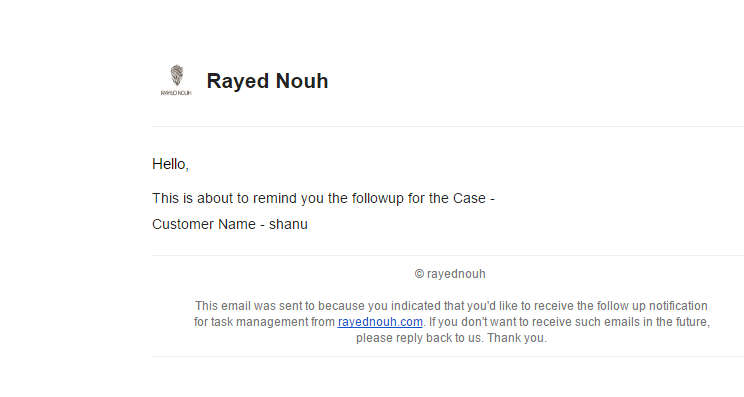 RAYED NOUH
Rayed Nouh
Hello,
This is about to remind you the followup for the Case -
Customer Name - shanu
© rayednouh
This email was sent to because you indicated that you'd like to receive the follow up notification
for task management from rayednouh.com. If you don't want to receive such emails in the future,
please reply back to us. Thank you.